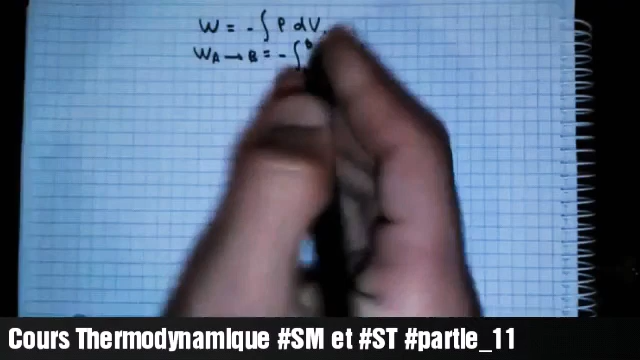 W = - ∫ P dV.
W_A → B = - ∫ B
Cours Thermodynamique #SM et #ST #partie_11